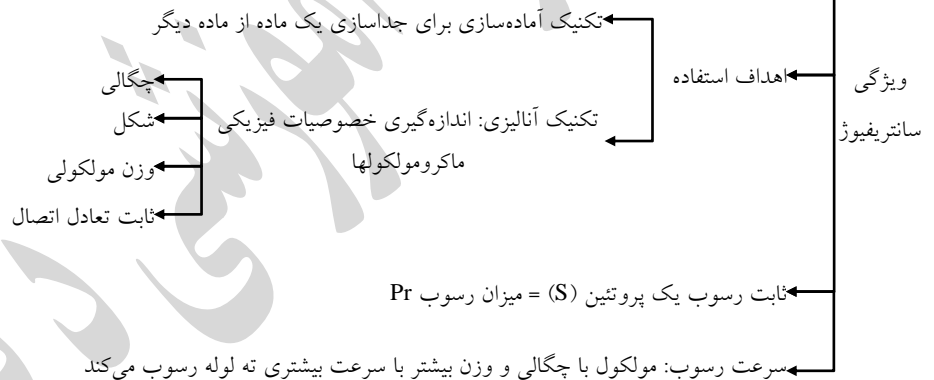 تکنیک آماده‌سازی برای جداسازی یک ماده از ماده دیگر
ویژگی
سانتریفیوژ
اهداف استفاده
تکنیک آنالیزی: اندازه‌گیری خصوصیات فیزیکی
ماکرومولکولها
چگالی
شکل
وزن مولکولی
ثابت تعادل اتصال
ثابت رسوب یک پروتئین (S) = میزان رسوب Pr
سرعت رسوب: مولکول با چگالی و وزن بیشتر با سرعت بیشتری ته لوله رسوب می‌کند